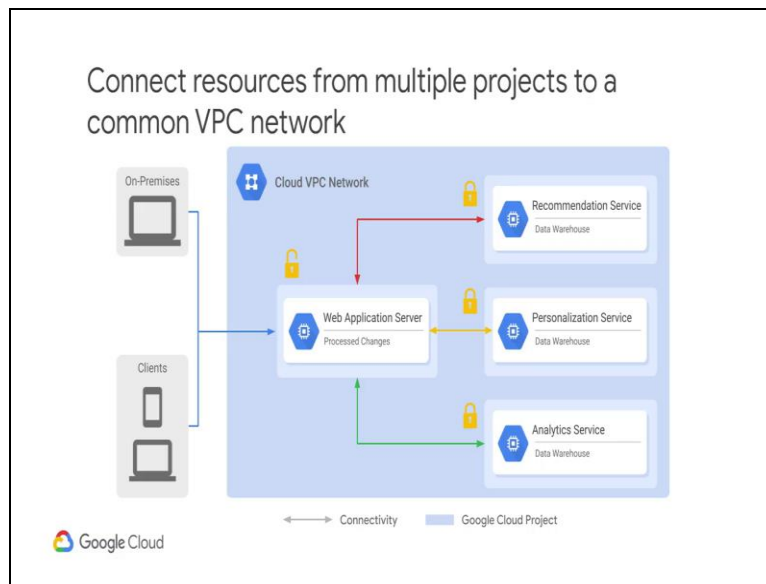 Connect resources from multiple projects to a
common VPC network
On-Premises
Clients
Cloud VPC Network
Web Application Server
Processed Changes
Recommendation Service
Data Warehouse
Personalization Service
Data Warehouse
Analytics Service
Data Warehouse
Connectivity
Google Cloud Project
Google Cloud